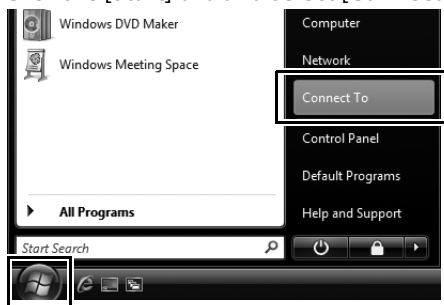 Windows DVD Maker
Windows Meeting Space
All Programs
Start Search
Computer
Network
Connect To
Control Panel
Default Programs
Help and Support